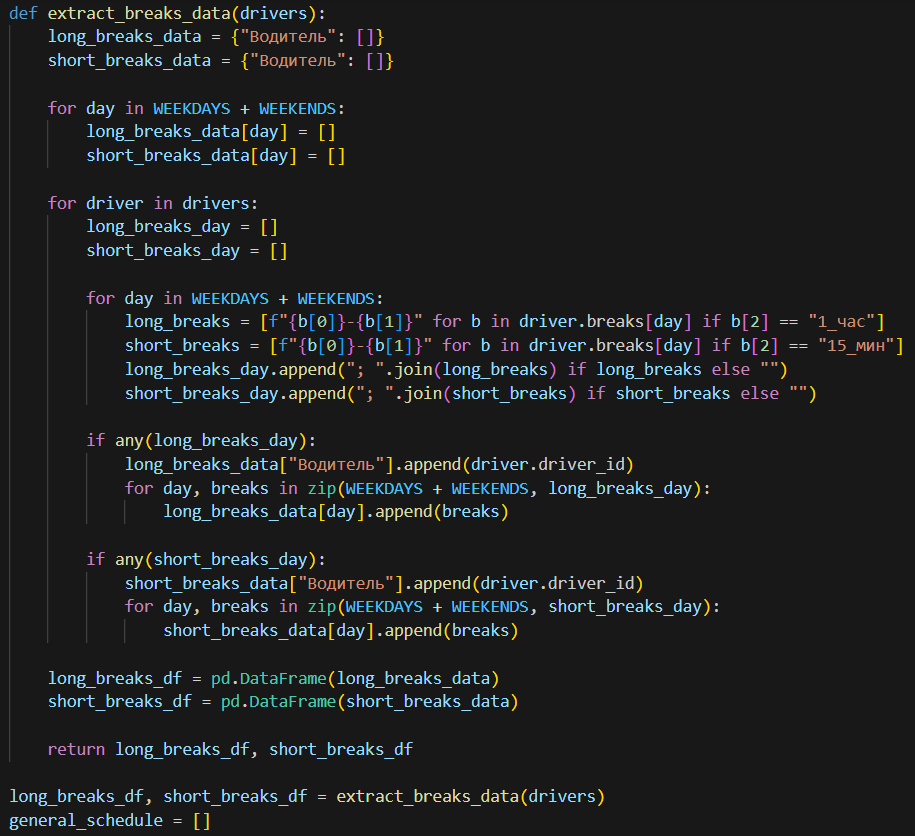 def extract_breaks_data(drivers):
    long_breaks_data = {"Водитель": []}
    short_breaks_data = {"Водитель": []}

    for day in WEEKDAYS + WEEKENDS:
        long_breaks_data[day] = []
        short_breaks_data[day] = []

    for driver in drivers:
        long_breaks_day = []
        short_breaks_day = []

        for day in WEEKDAYS + WEEKENDS:
            long_breaks = [f"{b[0]}-{b[1]}" for b in driver.breaks[day] if b[2] == "1_час"]
            short_breaks = [f"{b[0]}-{b[1]}" for b in driver.breaks[day] if b[2] == "15_мин"]
            long_breaks_day.append("; ".join(long_breaks) if long_breaks else "")
            short_breaks_day.append("; ".join(short_breaks) if short_breaks else "")

        if any(long_breaks_day):
            long_breaks_data["Водитель"].append(driver.driver_id)
            for day, breaks in zip(WEEKDAYS + WEEKENDS, long_breaks_day):
                long_breaks_data[day].append(breaks)

        if any(short_breaks_day):
            short_breaks_data["Водитель"].append(driver.driver_id)
            for day, breaks in zip(WEEKDAYS + WEEKENDS, short_breaks_day):
                short_breaks_data[day].append(breaks)

    long_breaks_df = pd.DataFrame(long_breaks_data)
    short_breaks_df = pd.DataFrame(short_breaks_data)

    return long_breaks_df, short_breaks_df

long_breaks_df, short_breaks_df = extract_breaks_data(drivers)
general_schedule = []